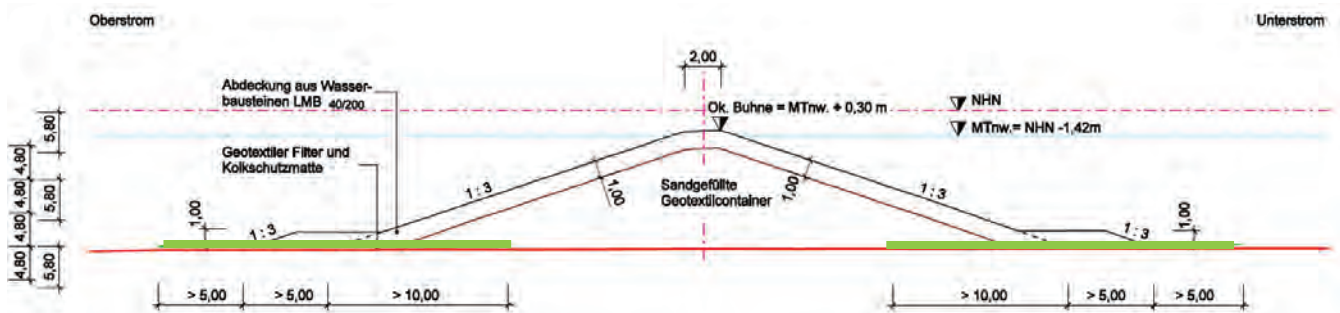 Oberstrom
Unterstrom
2,00
Abdeckung aus Wasser-
bausteinen LMB 40/200
Ok. Buhne = MTnw. + 0,30 m
NHN
MTnw.= NHN -1,42m
Geotextiler Filter und
Kolkschutzmatte
1 : 3
1,00
Sandgefüllte
Geotextilcontainer
1,00
1 : 3
1,00
1 : 3
1 : 3
1,00
5,80
4,80
5,80
4,80
4,80
4,80
5,80
> 5,00
> 5,00
> 10,00
> 10,00
> 5,00
> 5,00